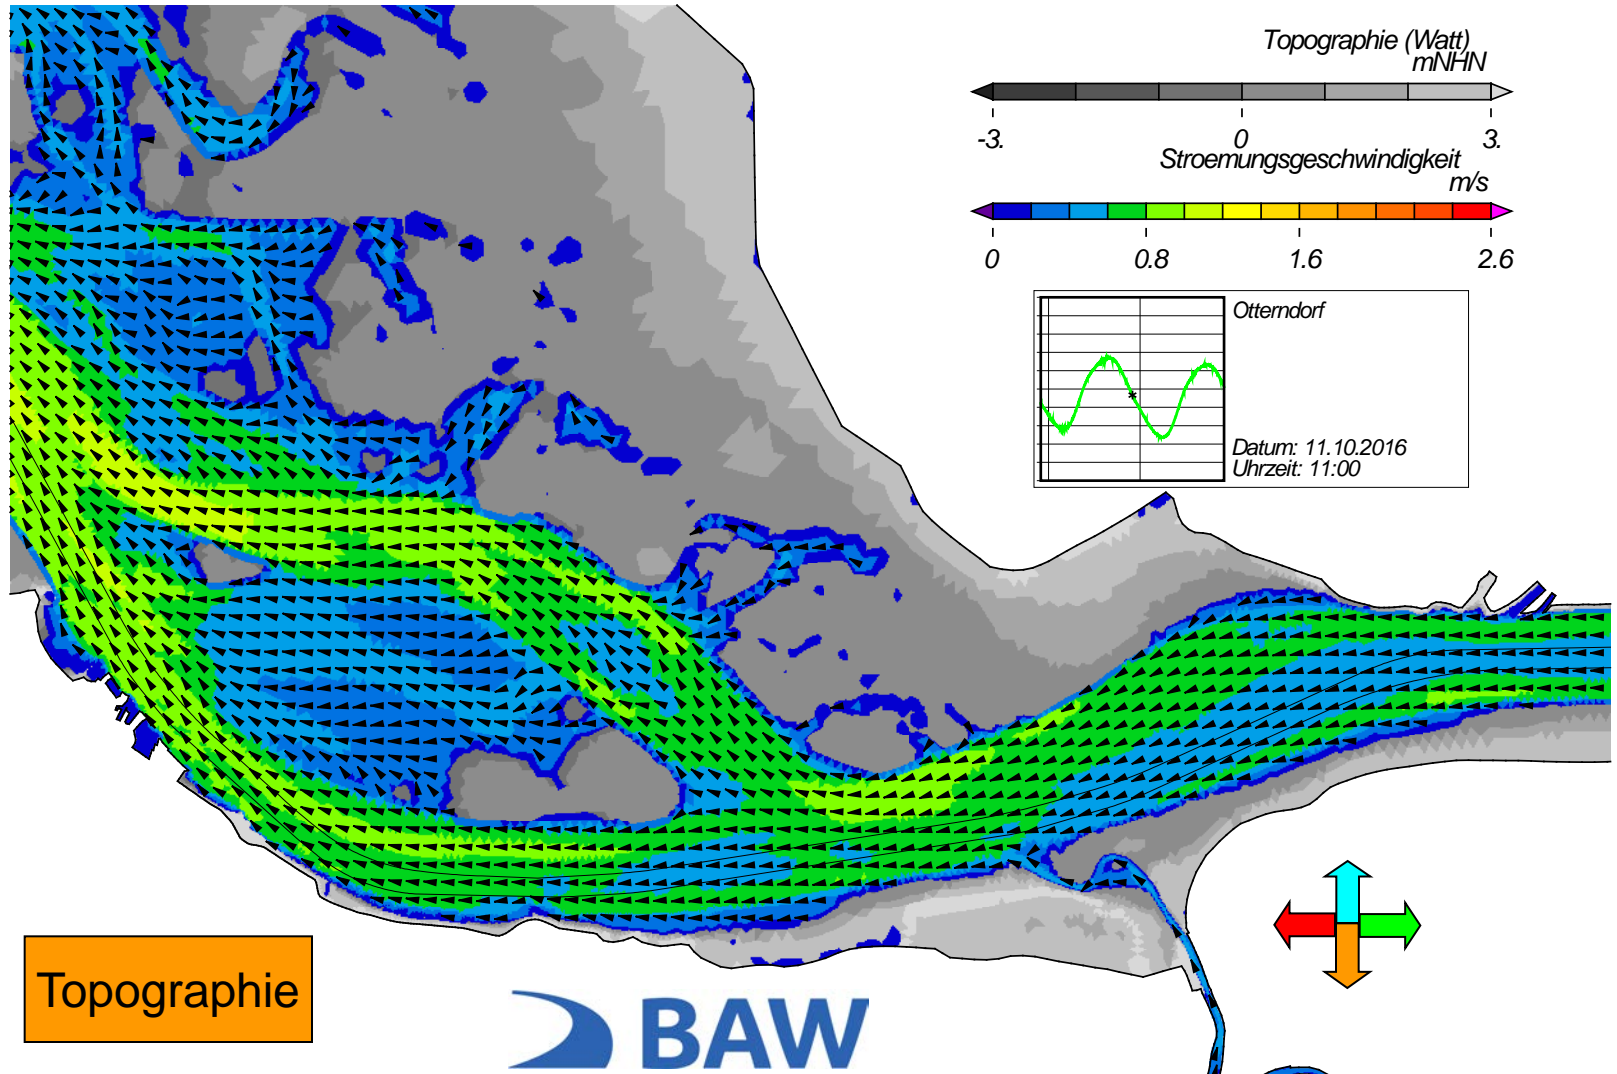 Topographie (Watt)
mNHN
-3. 0 3.
Stroemungsgeschwindigkeit
m/s
0 0.8 1.6 2.6
Otterndorf
Datum: 11.10.2016
Uhrzeit: 11:00
Topographie
BAW